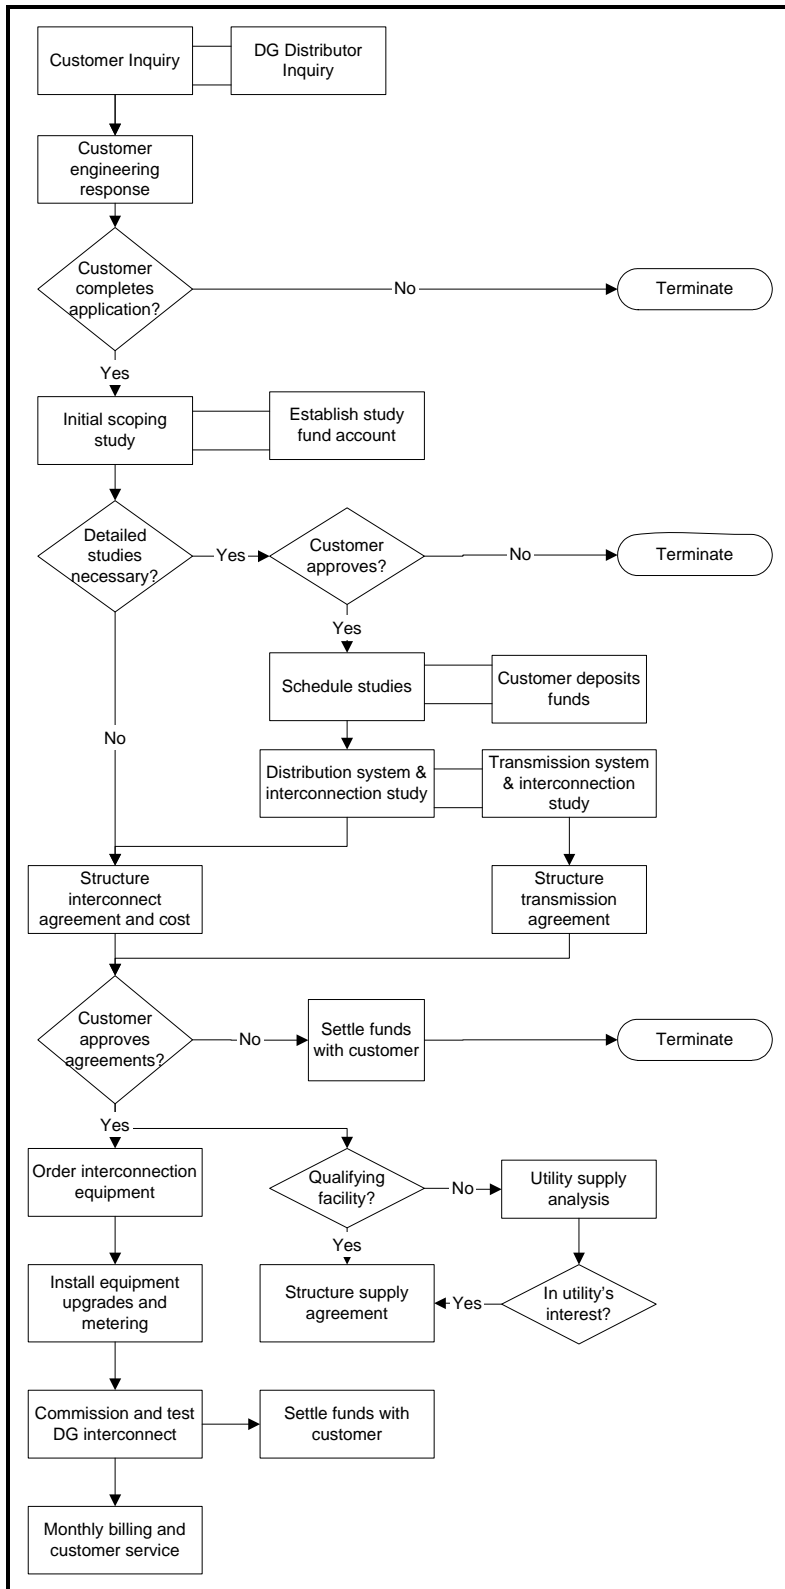 Customer Inquiry
DG Distributor
Inquiry
Customer
engineering
response
Customer
completes
application?
No
Terminate
Yes
Initial scoping
study
Establish study
fund account
Detailed
studies
necessary?
Yes
Customer
approves?
No
Terminate
Yes
Schedule studies
Customer deposits
funds
No
Distribution system &
interconnection study
Transmission system
& interconnection
study
Structure
interconnect
agreement and cost
Structure
transmission
agreement
Customer
approves
agreements?
No
Settle funds
with customer
Terminate
Yes
Order interconnection
equipment
Qualifying
facility?
No
Utility supply
analysis
Yes
Install equipment
upgrades and
metering
Structure supply
agreement
Yes
In utility’s
interest?
Commission and test
DG interconnect
Settle funds with
customer
Monthly billing and
customer service